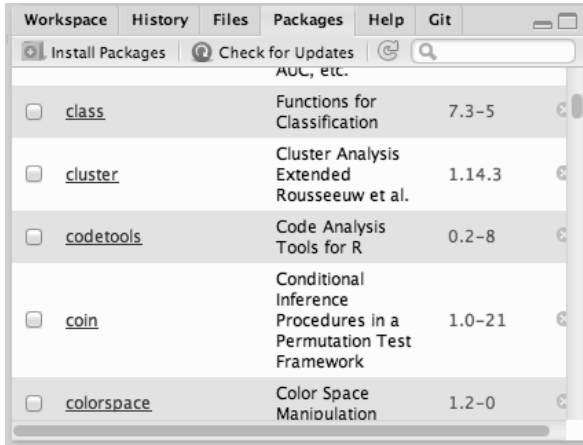 Workspace History Files Packages Help Git
Install Packages Check for Updates
AUC, etc.
class Functions for Classification 7.3-5
cluster Cluster Analysis Extended Rousseeuw et al. 1.14.3
codetools Code Analysis Tools for R 0.2-8
coin Conditional Inference Procedures in a Permutation Test Framework 1.0-21
colorspace Color Space Manipulation 1.2-0